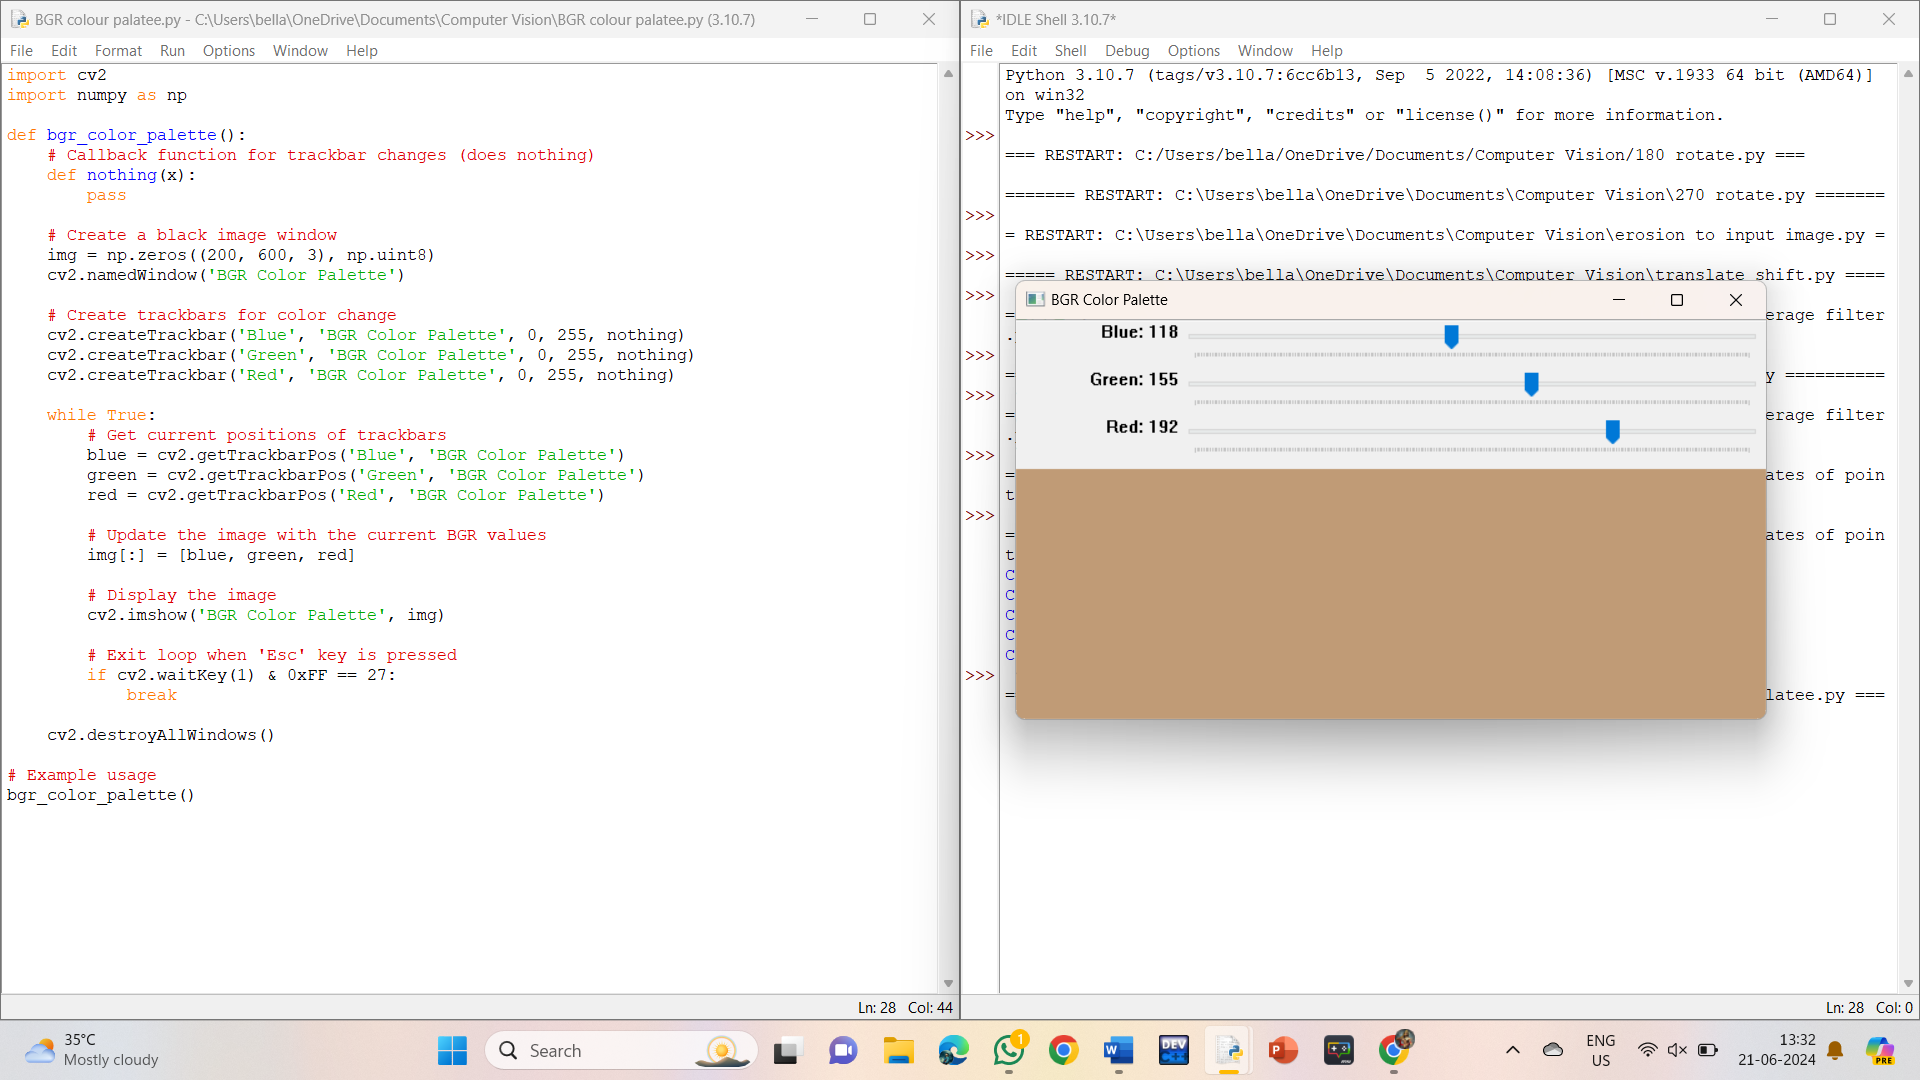 BGR colour palatee.py - C:\Users\bella\OneDrive\Documents\Computer Vision\BGR colour palatee.py (3.10.7)
File Edit Format Run Options Window Help
import cv2
import numpy as np
def bgr_color_palette():
# Callback function for trackbar changes (does nothing)
def nothing(x):
pass
# Create a black image window
img = np.zeros((200, 600, 3), np.uint8)
cv2.namedWindow('BGR Color Palette')
# Create trackbars for color change
cv2.createTrackbar('Blue', 'BGR Color Palette', 0, 255, nothing)
cv2.createTrackbar('Green', 'BGR Color Palette', 0, 255, nothing)
cv2.createTrackbar('Red', 'BGR Color Palette', 0, 255, nothing)
while True:
# Get current positions of trackbars
blue = cv2.getTrackbarPos('Blue', 'BGR Color Palette')
green = cv2.getTrackbarPos('Green', 'BGR Color Palette')
red = cv2.getTrackbarPos('Red', 'BGR Color Palette')
# Update the image with the current BGR values
img[:] = [blue, green, red]
# Display the image
cv2.imshow('BGR Color Palette', img)
# Exit loop when 'Esc' key is pressed
if cv2.waitKey(1) & 0xFF == 27:
break
cv2.destroyAllWindows()
# Example usage
bgr_color_palette()
Ln: 28 Col: 44
*IDLE Shell 3.10.7*
File Edit Shell Debug Options Window Help
Python 3.10.7 (tags/v3.10.7:6cc6b13, Sep  5 2022, 14:08:36) [MSC v.1933 64 bit (AMD64)]
on win32
Type "help", "copyright", "credits" or "license()" for more information.
>>>
=== RESTART: C:/Users/bella/OneDrive/Documents/Computer Vision/180 rotate.py ===
======= RESTART: C:\Users\bella\OneDrive\Documents\Computer Vision\270 rotate.py =======
>>>
= RESTART: C:\Users\bella\OneDrive\Documents\Computer Vision\erosion to input image.py =
>>>
===== RESTART: C:\Users\bella\OneDrive\Documents\Computer Vision\translate shift.py ====
>>>
= erage filter
.
>>>
= y ==========
>>>
= erage filter
.
>>>
= ates of poin
t
>>>
= ates of poin
t
C
C
C
C
C
>>>
= latee.py ===
BGR Color Palette
Blue: 118
Green: 155
Red: 192
Ln: 28 Col: 0
35°C
Mostly cloudy
Search
1
DEV
ENG
US
13:32
21-06-2024
PRE